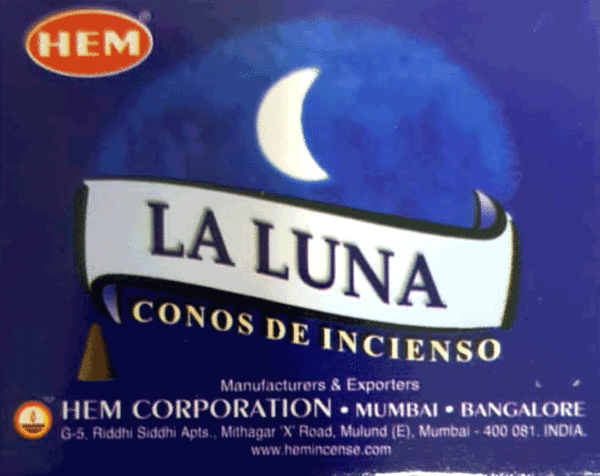 HEM
LA LUNA
CONOS DE INCIENSO
Manufacturers & Exporters
HEM CORPORATION • MUMBAI • BANGALORE
G-5, Riddhi Siddhi Apts., Mithagar 'X' Road, Mulund (E), Mumbai - 400 081. INDIA.
www.hemincense.com